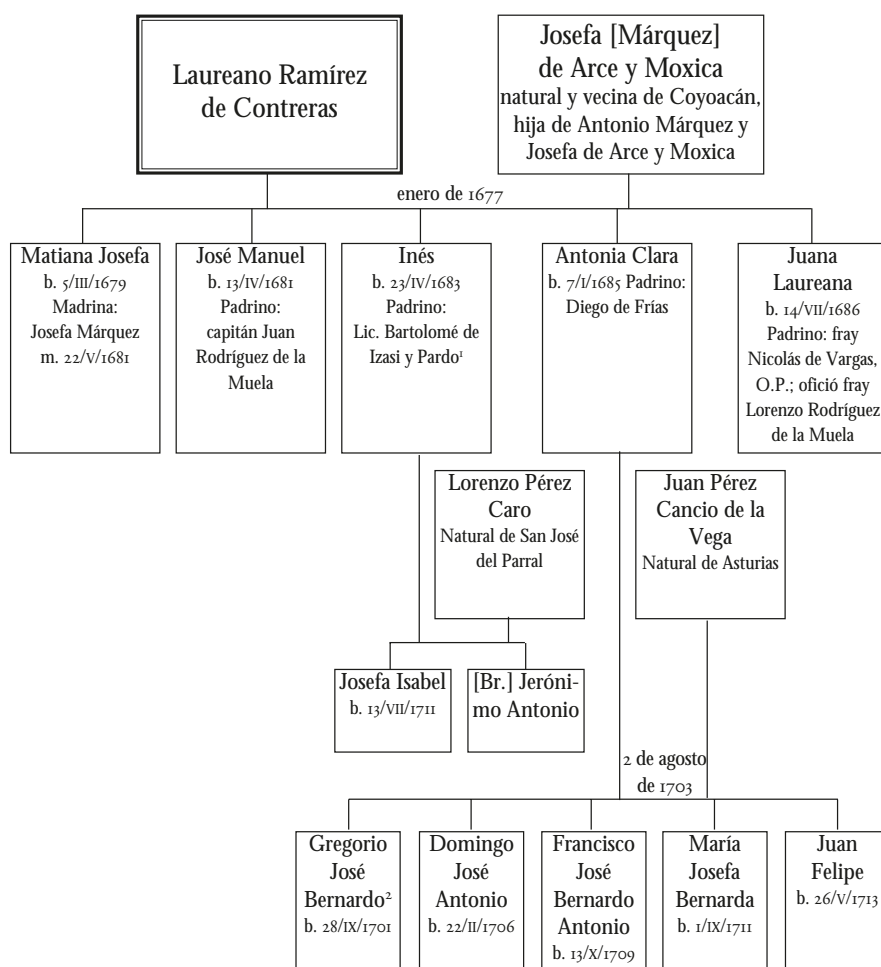 Laureano Ramírez
de Contreras
Josefa [Márquez]
de Arce y Moxica
natural y vecina de Coyoacán,
hija de Antonio Márquez y
Josefa de Arce y Moxica
enero de 1677
Matiana Josefa
b. 5/III/1679
Madrina:
Josefa Márquez
m. 22/V/1681
José Manuel
b. 13/IV/1681
Padrino:
capitán Juan
Rodríguez de la
Muela
Inés
b. 23/IV/1683
Padrino:
Lic. Bartolomé de
Izasi y Pardo¹
Antonia Clara
b. 7/I/1685 Padrino:
Diego de Frías
Juana
Laureana
b. 14/VII/1686
Padrino: fray
Nicolás de Vargas,
O.P.; ofició fray
Lorenzo Rodríguez
de la Muela
Lorenzo Pérez
Caro
Natural de San José
del Parral
Juan Pérez
Cancio de la
Vega
Natural de Asturias
Josefa Isabel
b. 13/VII/1711
[Br.] Jeróni-
mo Antonio
2 de agosto
de 1703
Gregorio
José
Bernardo²
b. 28/IX/1701
Domingo
José
Antonio
b. 22/II/1706
Francisco
José
Bernardo
Antonio
b. 13/X/1709
María
Josefa
Bernarda
b. 1/IX/1711
Juan
Felipe
b. 26/V/1713